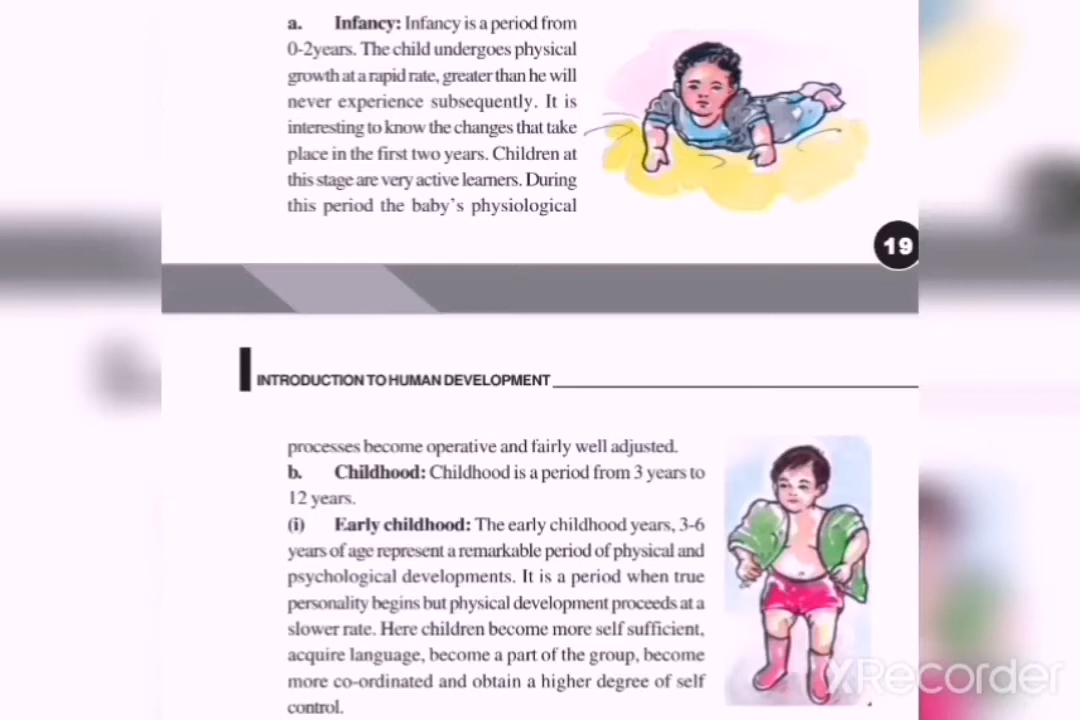 a. Infancy: Infancy is a period from
0-2years. The child undergoes physical
growth at a rapid rate, greater than he will
never experience subsequently. It is
interesting to know the changes that take
place in the first two years. Children at
this stage are very active learners. During
this period the baby's physiological
19
INTRODUCTION TO HUMAN DEVELOPMENT
processes become operative and fairly well adjusted.
b. Childhood: Childhood is a period from 3 years to
12 years.
(i) Early childhood: The early childhood years, 3-6
years of age represent a remarkable period of physical and
psychological developments. It is a period when true
personality begins but physical development proceeds at a
slower rate. Here children become more self sufficient,
acquire language, become a part of the group, become
more co-ordinated and obtain a higher degree of self
control.
XRecorder